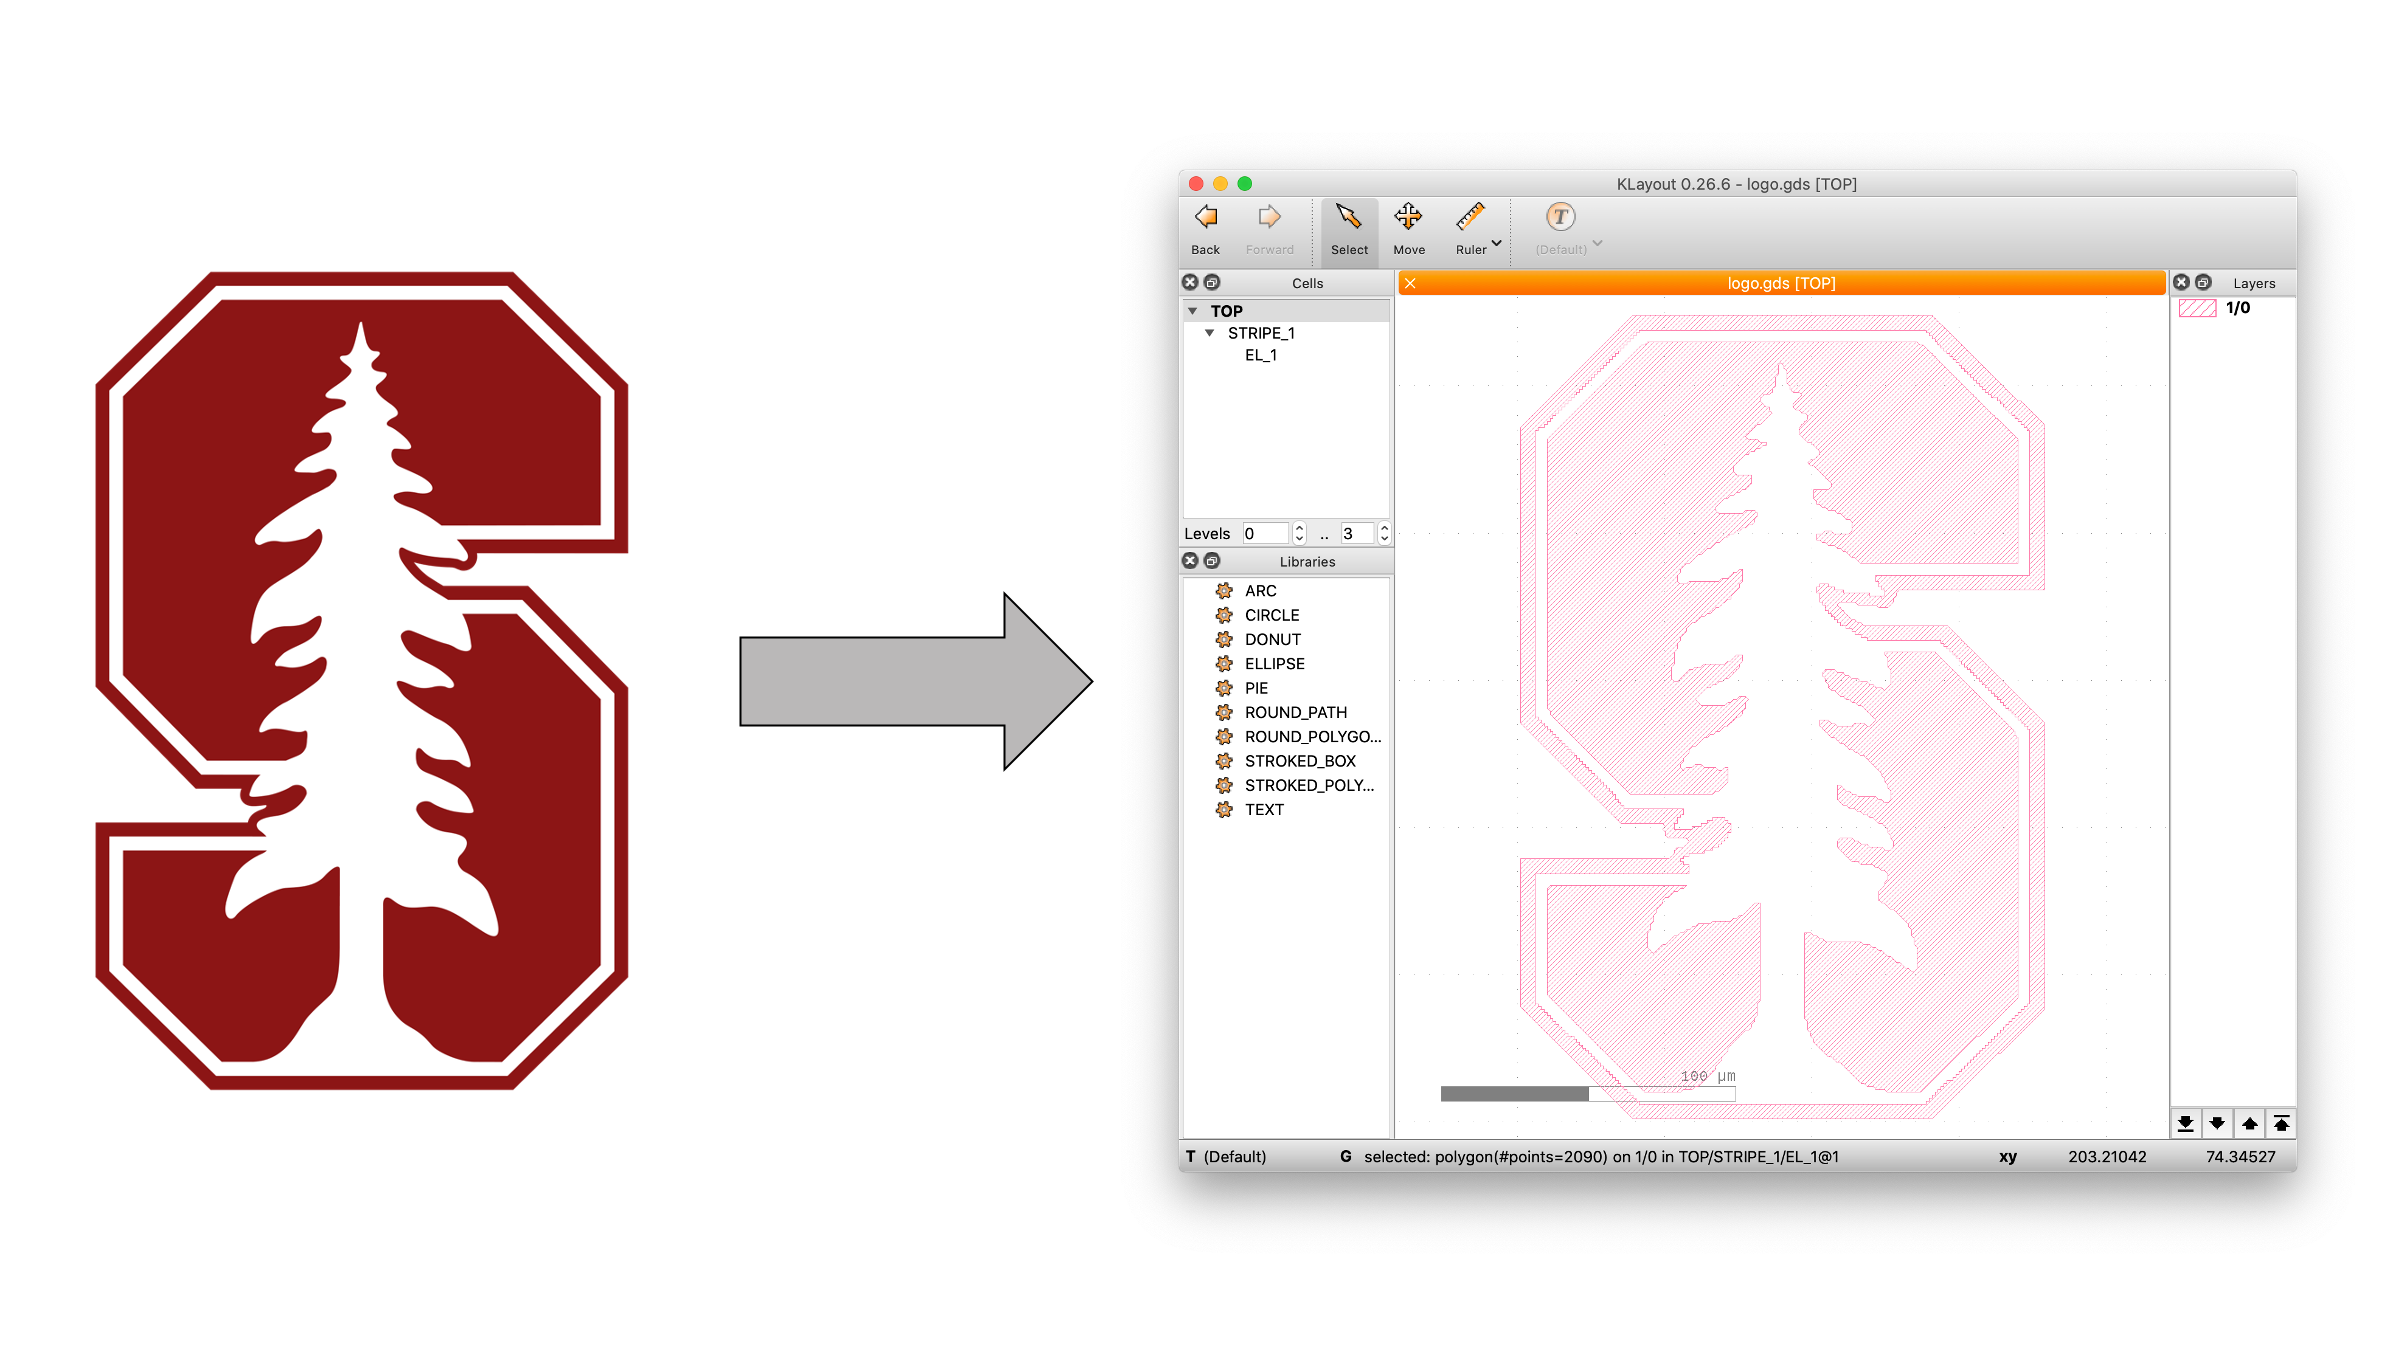 KLayout 0.26.6 - logo.gds [TOP]
Back Forward Select Move Ruler (Default)
T
Cells
logo.gds [TOP]
Layers
TOP
STRIPE_1
EL_1
1/0
Levels 0 .. 3
Libraries
ARC
CIRCLE
DONUT
ELLIPSE
PIE
ROUND_PATH
ROUND_POLYGO...
STROKED_BOX
STROKED_POLY...
TEXT
100 µm
T (Default) G selected: polygon(#points=2090) on 1/0 in TOP/STRIPE_1/EL_1@1 xy 203.21042 74.34527